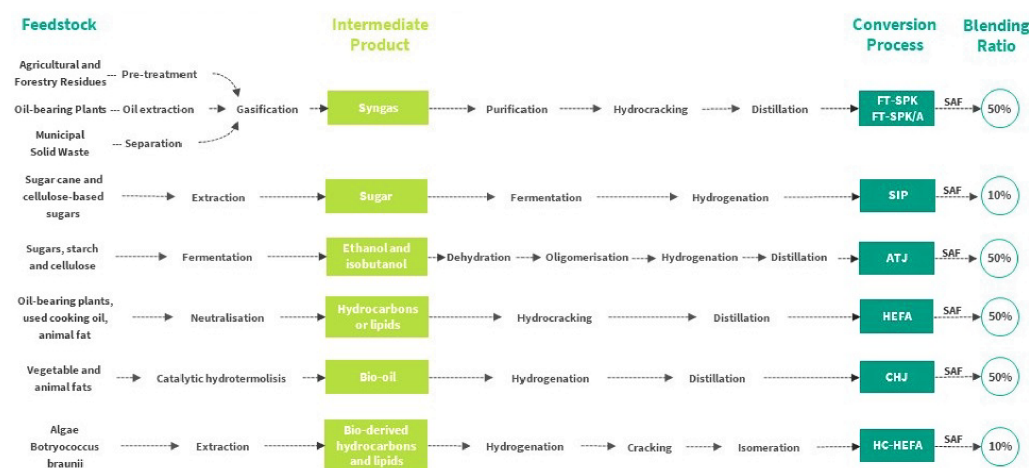 Feedstock
Intermediate
Product
Conversion
Process
Blending
Ratio
Agricultural and
Forestry Residues
Pre-treatment
Oil-bearing Plants
Oil extraction
Municipal
Solid Waste
Separation
Gasification
Syngas
Purification
Hydrocracking
Distillation
FT-SPK
FT-SPK/A
SAF
50%
Sugar cane and
cellulose-based
sugars
Extraction
Sugar
Fermentation
Hydrogenation
SIP
SAF
10%
Sugars, starch
and cellulose
Fermentation
Ethanol and
isobutanol
Dehydration
Oligomerisation
Hydrogenation
Distillation
ATJ
SAF
50%
Oil-bearing plants,
used cooking oil,
animal fat
Neutralisation
Hydrocarbons
or lipids
Hydrocracking
Distillation
HEFA
SAF
50%
Vegetable and
animal fats
Catalytic hydrotermolisis
Bio-oil
Hydrogenation
Distillation
CHJ
SAF
50%
Algae
Botryococcus
braunii
Extraction
Bio-derived
hydrocarbons
and lipids
Hydrogenation
Cracking
Isomeration
HC-HEFA
SAF
10%